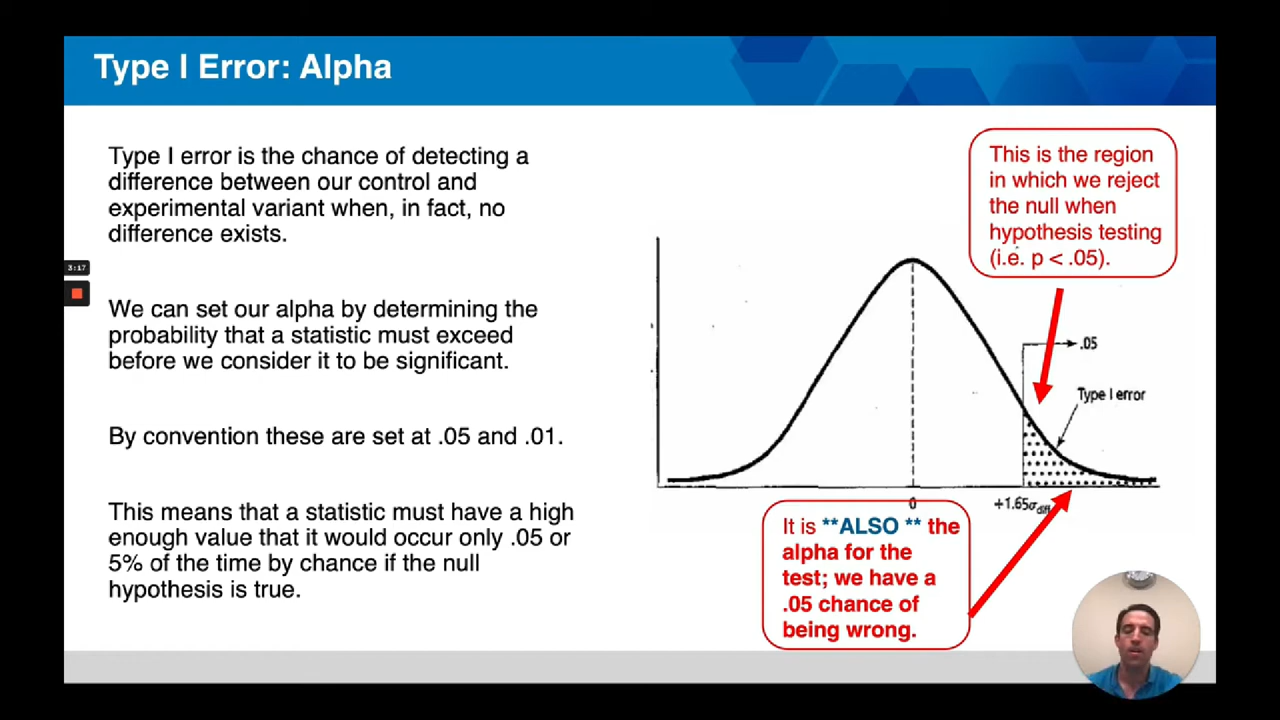 Type I Error: Alpha
Type I error is the chance of detecting a
difference between our control and
experimental variant when, in fact, no
difference exists.
3:17
We can set our alpha by determining the
probability that a statistic must exceed
before we consider it to be significant.
By convention these are set at .05 and .01.
This means that a statistic must have a high
enough value that it would occur only .05 or
5% of the time by chance if the null
hypothesis is true.
This is the region
in which we reject
the null when
hypothesis testing
(i.e. p < .05).
.05
Type I error
0
+1.65σdiff
It is **ALSO ** the
alpha for the
test; we have a
.05 chance of
being wrong.